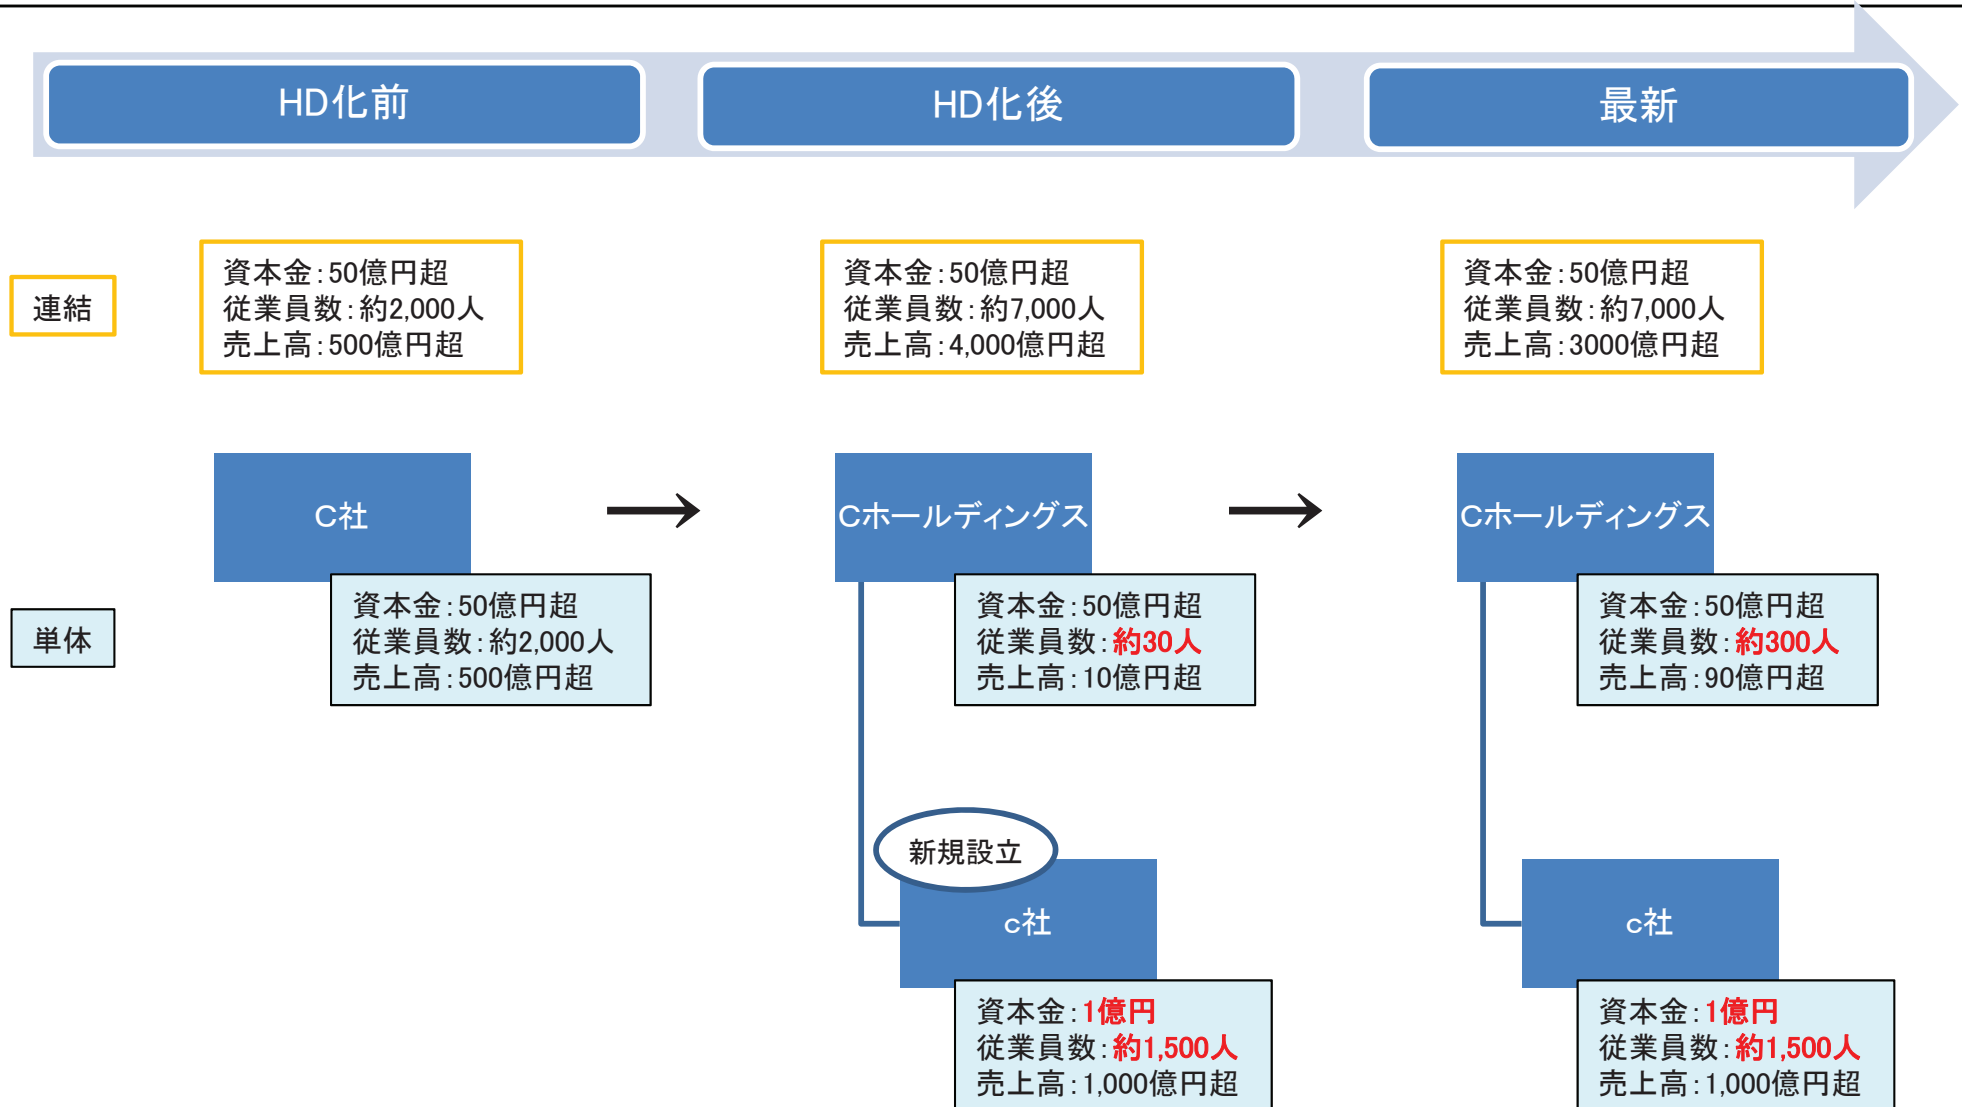 HD化前
HD化後
最新
連結
資本金:50億円超
従業員数:約2,000人
売上高:500億円超
資本金:50億円超
従業員数:約7,000人
売上高:4,000億円超
資本金:50億円超
従業員数:約7,000人
売上高:3000億円超
単体
C社
資本金:50億円超
従業員数:約2,000人
売上高:500億円超
Cホールディングス
資本金:50億円超
従業員数:約30人
売上高:10億円超
新規設立
c社
資本金:1億円
従業員数:約1,500人
売上高:1,000億円超
Cホールディングス
資本金:50億円超
従業員数:約300人
売上高:90億円超
c社
資本金:1億円
従業員数:約1,500人
売上高:1,000億円超